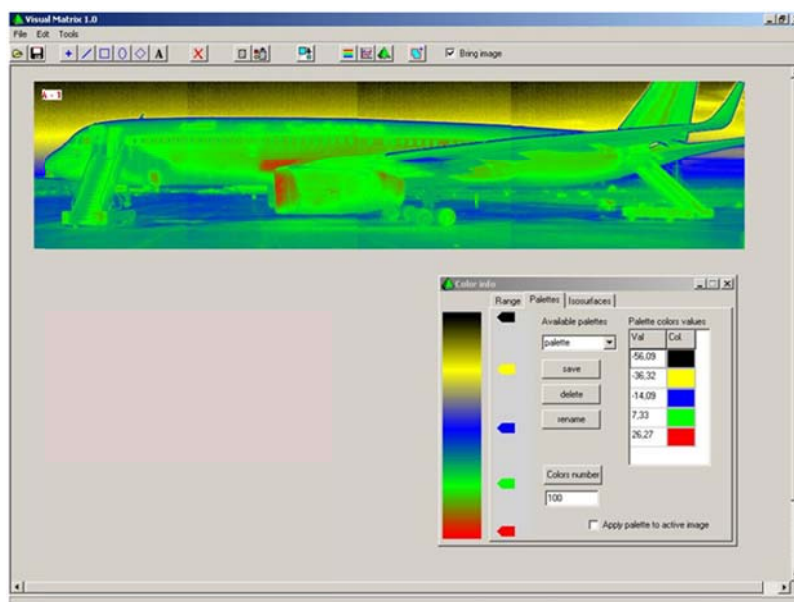 Visual Matrix 1.0
File Edt Tools
A Bring image
A - 1
Color info
Range Palettes Isosurfaces
Available palettes Palette colors values
palette Val Col
-56,09
save -36,32
delete -14,09
rename 7,33
26,27
Colors number
100
Apply palette to active image